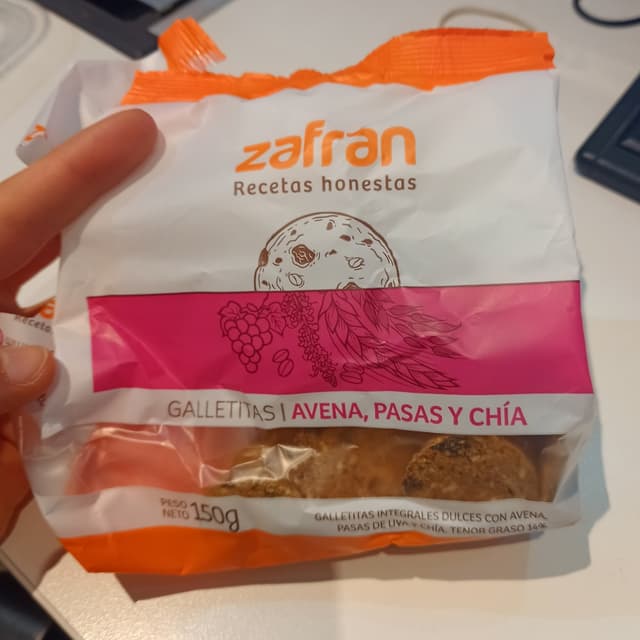 zafran
Recetas honestas
GALLETITAS | AVENA, PASAS Y CHÍA
PESO
NETO 150g
GALLETITAS INTEGRALES DULCES CON AVENA,
PASAS DE UVA Y CHÍA. TENOR GRASO 14%
Recetas